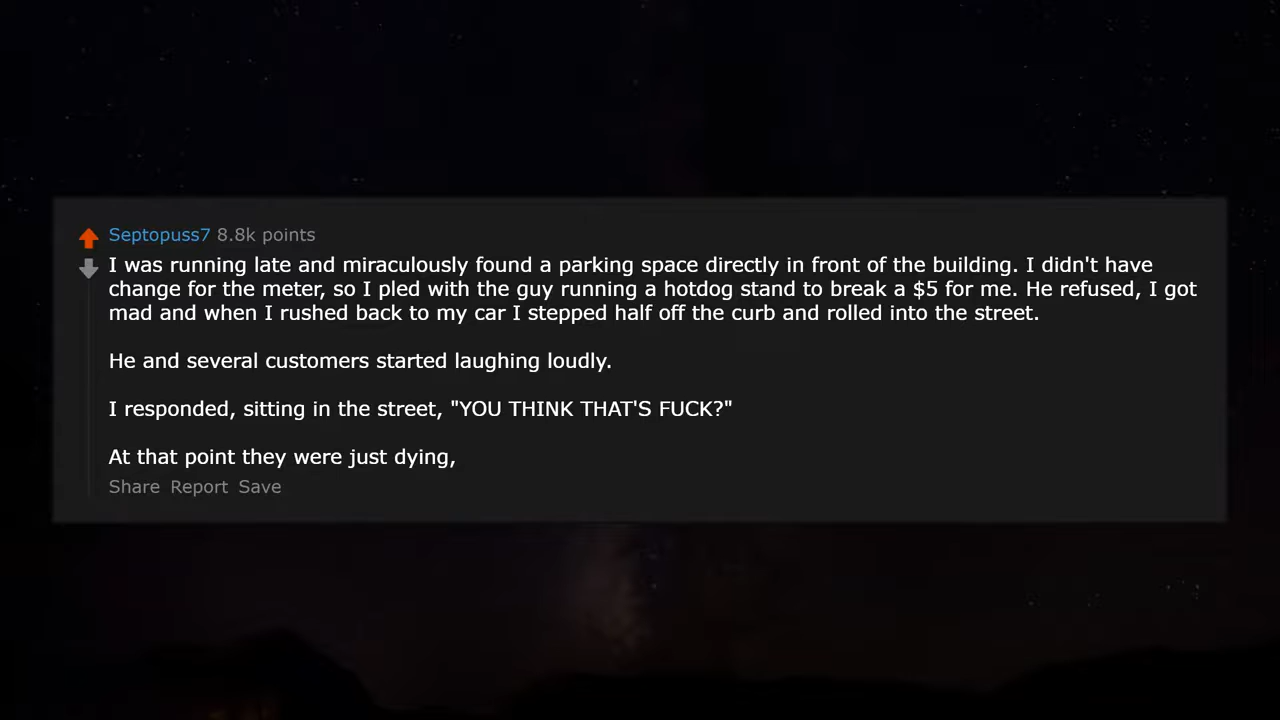 Septopuss7 8.8k points
I was running late and miraculously found a parking space directly in front of the building. I didn't have
change for the meter, so I pled with the guy running a hotdog stand to break a $5 for me. He refused, I got
mad and when I rushed back to my car I stepped half off the curb and rolled into the street.
He and several customers started laughing loudly.
I responded, sitting in the street, "YOU THINK THAT'S FUCK?"
At that point they were just dying,
Share Report Save